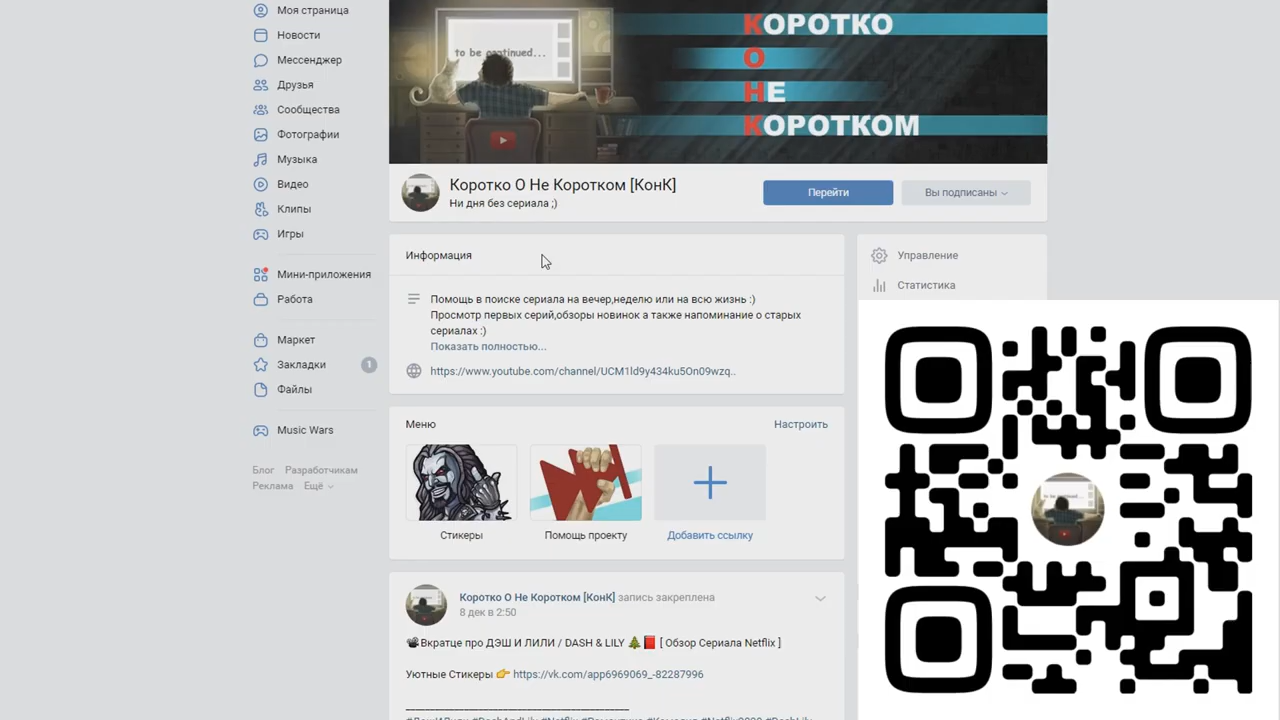 Моя страница
Новости
Мессенджер
Друзья
Сообщества
Фотографии
Музыка
Видео
Клипы
Игры
Мини-приложения
Работа
Маркет
Закладки 1
Файлы
Music Wars
Блог Разработчикам
Реклама Ещё
to be continued...
КОРОТКО
О
НЕ
КОРОТКОМ
Коротко О Не Коротком [КонК]
Ни дня без сериала ;)
Перейти
Вы подписаны
Информация
Помощь в поиске сериала на вечер,неделю или на всю жизнь :)
Просмотр первых серий,обзоры новинок а также напоминание о старых
сериалах :)
Показать полностью...
https://www.youtube.com/channel/UCM1ld9y434ku5On09wzq..
Управление
Статистика
Меню
Настроить
Стикеры
Помощь проекту
Добавить ссылку
Коротко О Не Коротком [КонК] запись закреплена
8 дек в 2:50
Вкратце про ДЭШ И ЛИЛИ / DASH & LILY [ Обзор Сериала Netflix ]
Уютные Стикеры https://vk.com/app6969069_-82287996